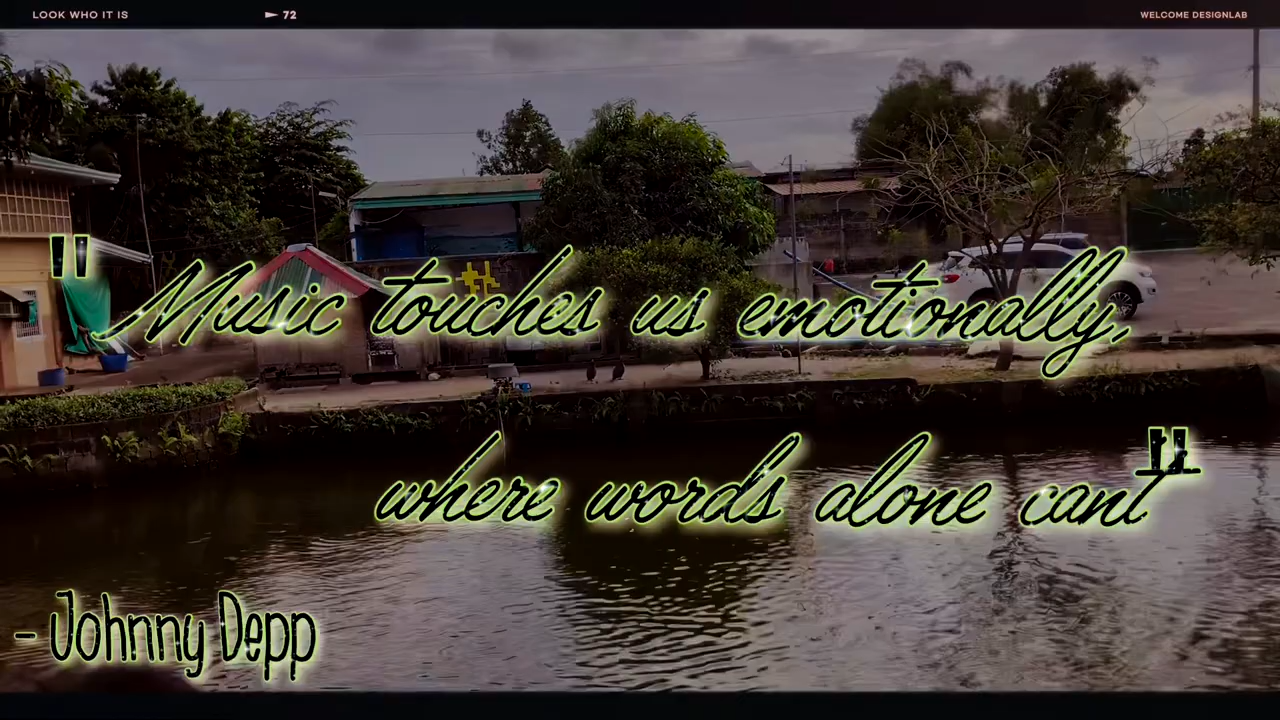 LOOK WHO IT IS
72
WELCOME DESIGNLAB
"Music touches us emotionally,
where words alone cant"
- Johnny Depp